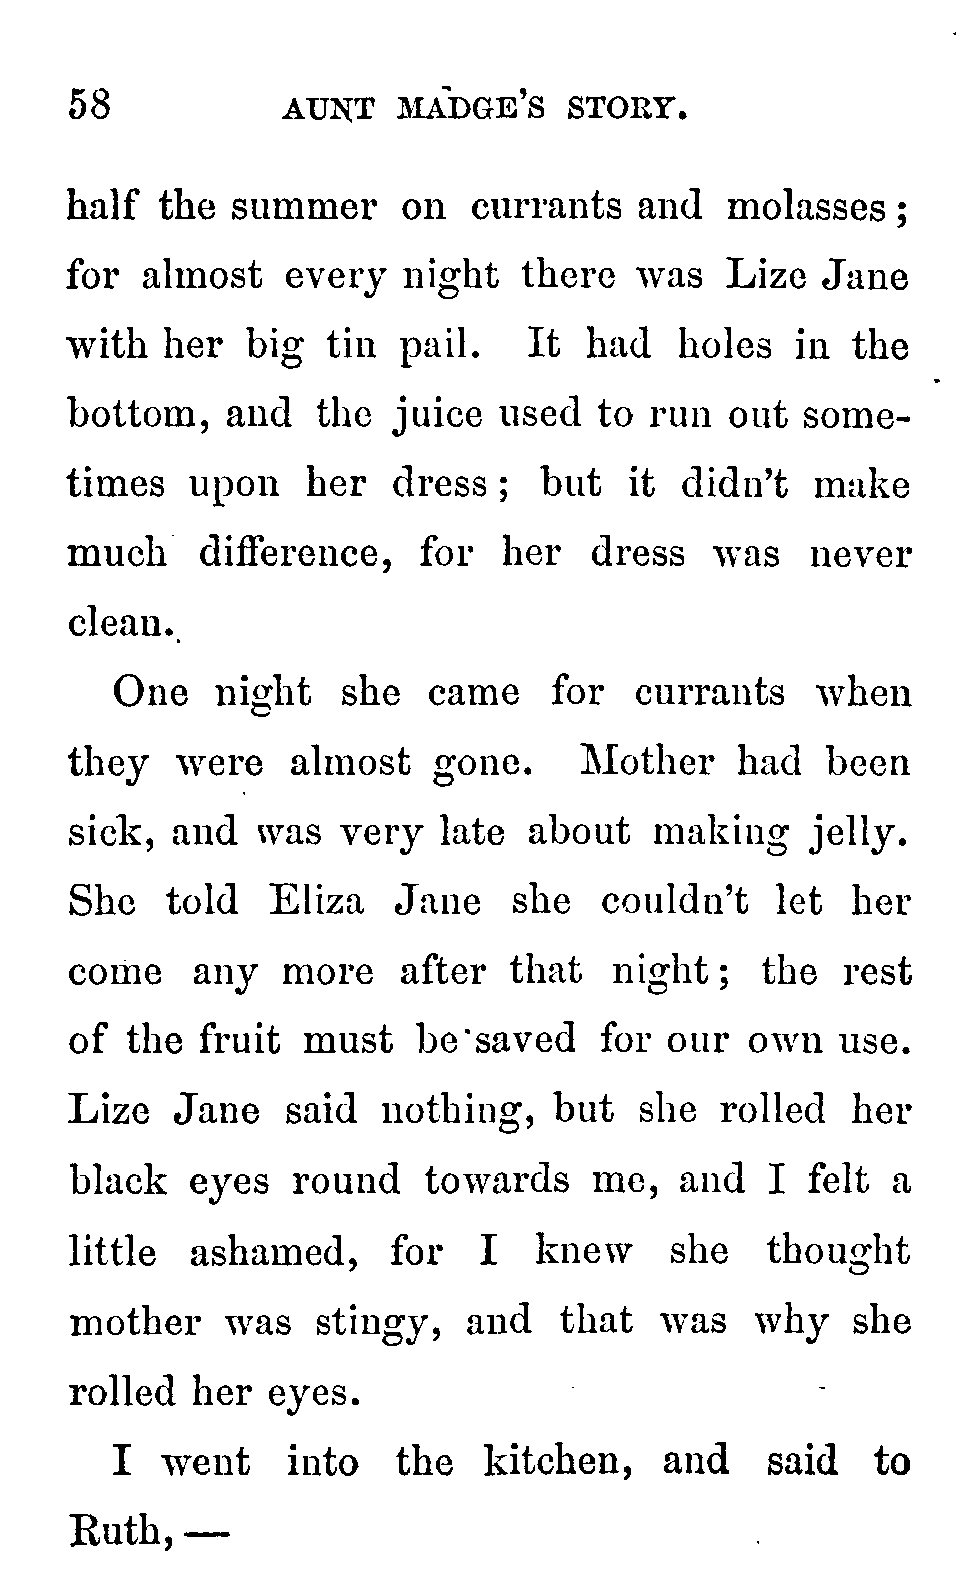 58 AUNT MADGE'S STORY.
half the summer on currants and molasses;
for almost every night there was Lize Jane
with her big tin pail. It had holes in the
bottom, and the juice used to run out some-
times upon her dress; but it didn't make
much difference, for her dress was never
clean.
One night she came for currants when
they were almost gone. Mother had been
sick, and was very late about making jelly.
She told Eliza Jane she couldn't let her
come any more after that night; the rest
of the fruit must be saved for our own use.
Lize Jane said nothing, but she rolled her
black eyes round towards me, and I felt a
little ashamed, for I knew she thought
mother was stingy, and that was why she
rolled her eyes.
I went into the kitchen, and said to
Ruth, —